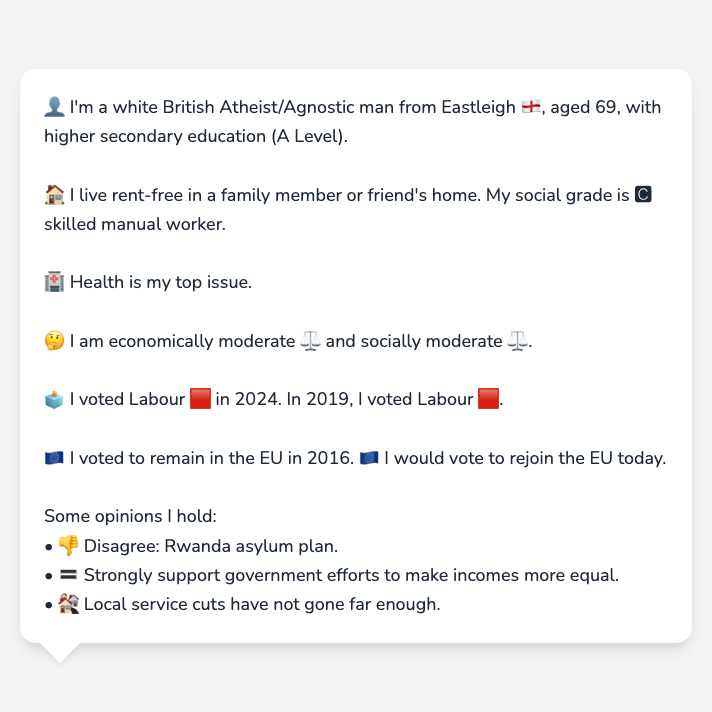 👤 I'm a white British Atheist/Agnostic man from Eastleigh 🏴󠁧󠁢󠁥󠁮󠁧󠁿, aged 69, with
higher secondary education (A Level).
🏠 I live rent-free in a family member or friend's home. My social grade is 🅲
skilled manual worker.
🏥 Health is my top issue.
🤔 I am economically moderate ⚖️ and socially moderate ⚖️.
🗳️ I voted Labour 🟥 in 2024. In 2019, I voted Labour 🟥.
🇪🇺 I voted to remain in the EU in 2016. 🇪🇺 I would vote to rejoin the EU today.
Some opinions I hold:
• 👎 Disagree: Rwanda asylum plan.
• 🟰 Strongly support government efforts to make incomes more equal.
• 🏘️ Local service cuts have not gone far enough.